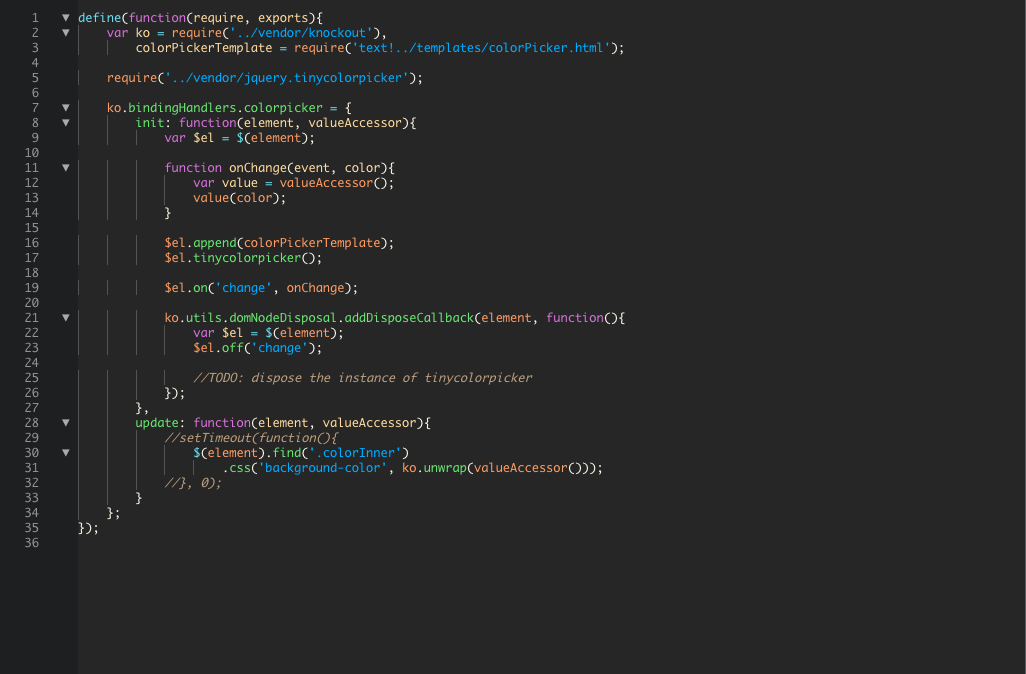 1 ▼ define(function(require, exports){
2 ▼     var ko = require('../vendor/knockout'),
3             colorPickerTemplate = require('text!../templates/colorPicker.html');
4
5         require('../vendor/jquery.tinycolorpicker');
6
7 ▼     ko.bindingHandlers.colorpicker = {
8 ▼         init: function(element, valueAccessor){
9                 var $el = $(element);
10
11 ▼             function onChange(event, color){
12                     var value = valueAccessor();
13                     value(color);
14                 }
15
16                 $el.append(colorPickerTemplate);
17                 $el.tinycolorpicker();
18
19                 $el.on('change', onChange);
20
21 ▼             ko.utils.domNodeDisposal.addDisposeCallback(element, function(){
22                     var $el = $(element);
23                     $el.off('change');
24
25                     //TODO: dispose the instance of tinycolorpicker
26                 });
27             },
28 ▼         update: function(element, valueAccessor){
29                 //setTimeout(function(){
30 ▼                 $(element).find('.colorInner')
31                         .css('background-color', ko.unwrap(valueAccessor()));
32                 //}, 0);
33             }
34         };
35     });
36